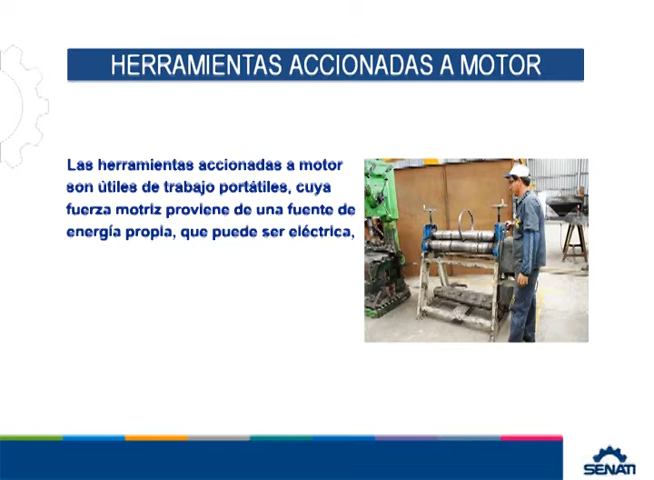 HERRAMIENTAS ACCIONADAS A MOTOR
Las herramientas accionadas a motor
son útiles de trabajo portátiles, cuya
fuerza motriz proviene de una fuente de
energía propia, que puede ser eléctrica,
SENATI